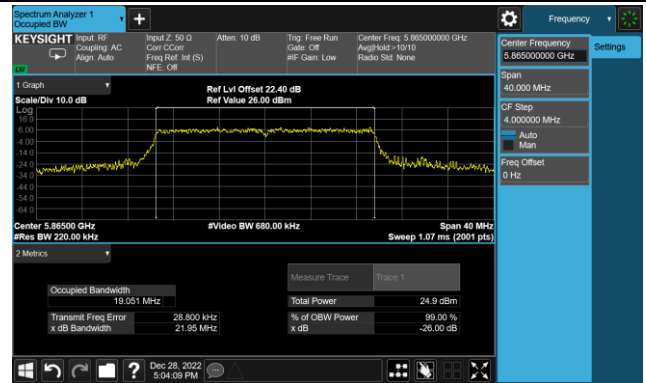 Spectrum Analyzer 1
Occupied BW
Frequency
KEYSIGHT
Input: RF
Coupling: AC
Align: Auto
Input Z: 50 Ω
Corr CCorr
Freq Ref: Int (S)
NFE: Off
Atten: 10 dB
Trig: Free Run
Gate: Off
#IF Gain: Low
Center Freq: 5.865000000 GHz
Avg|Hold:>10/10
Radio Std: None
Center Frequency
5.865000000 GHz
Settings
Span
40.000 MHz
CF Step
4.000000 MHz
Auto
Man
Freq Offset
0 Hz
1 Graph
Scale/Div 10.0 dB
Ref Lvl Offset 22.40 dB
Ref Value 26.00 dBm
Log
16.0
6.00
-4.00
-14.0
-24.0
-34.0
-44.0
-54.0
-64.0
Center 5.86500 GHz
#Video BW 680.00 kHz
Span 40 MHz
#Res BW 220.00 kHz
Sweep 1.07 ms (2001 pts)
2 Metrics
Measure Trace
Trace 1
Occupied Bandwidth
19.051 MHz
Total Power
24.9 dBm
Transmit Freq Error
28.800 kHz
% of OBW Power
99.00 %
x dB Bandwidth
21.95 MHz
x dB
-26.00 dB
?
Dec 28, 2022
5:04:09 PM